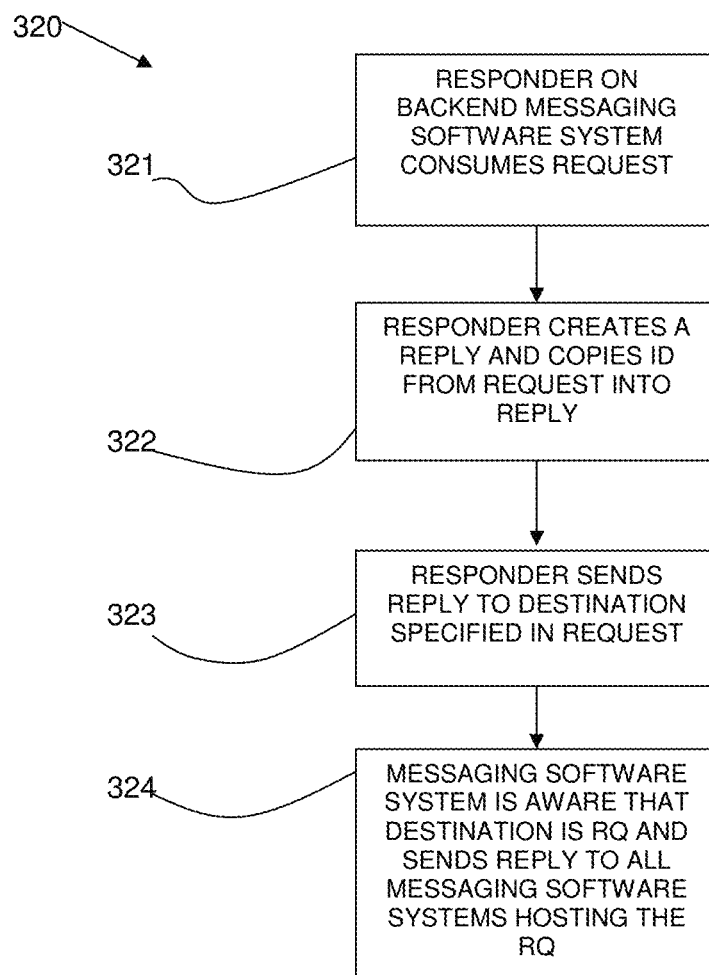 320
RESPONDER ON
BACKEND MESSAGING
SOFTWARE SYSTEM
CONSUMES REQUEST
321
RESPONDER CREATES A
REPLY AND COPIES ID
FROM REQUEST INTO
REPLY
322
RESPONDER SENDS
REPLY TO DESTINATION
SPECIFIED IN REQUEST
323
MESSAGING SOFTWARE
SYSTEM IS AWARE THAT
DESTINATION IS RQ AND
SENDS REPLY TO ALL
MESSAGING SOFTWARE
SYSTEMS HOSTING THE
RQ
324